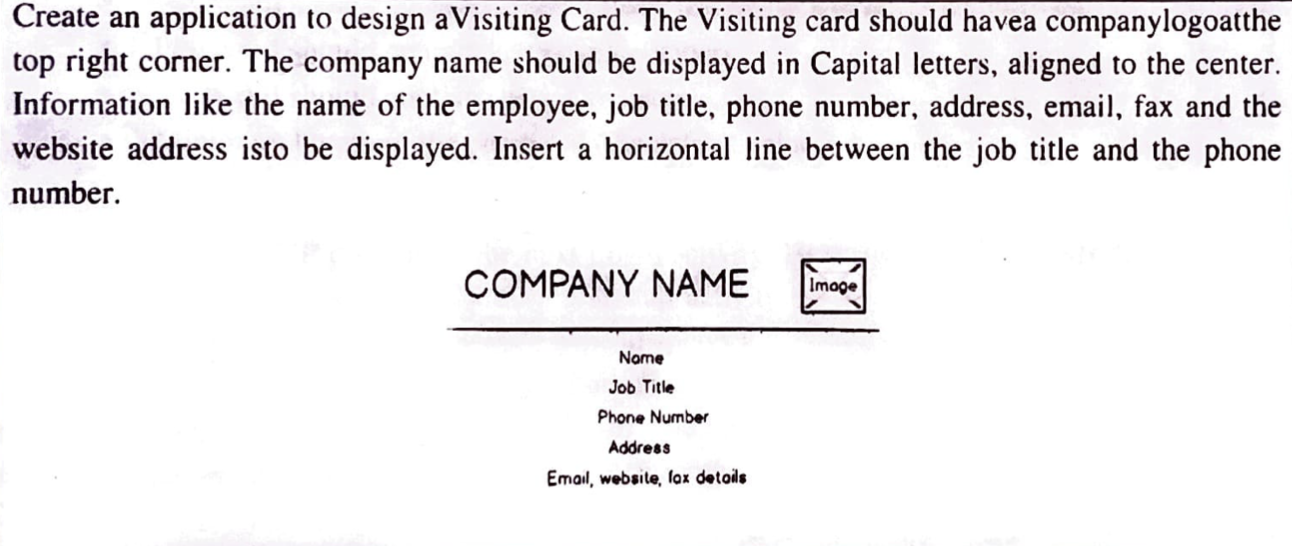 Create an application to design aVisiting Card. The Visiting card should havea companylogoatthe
top right corner. The company name should be displayed in Capital letters, aligned to the center.
Information like the name of the employee, job title, phone number, address, email, fax and the
website address isto be displayed. Insert a horizontal line between the job title and the phone
number.
COMPANY NAME
Image
Name
Job Title
Phone Number
Address
Email, website, fax details